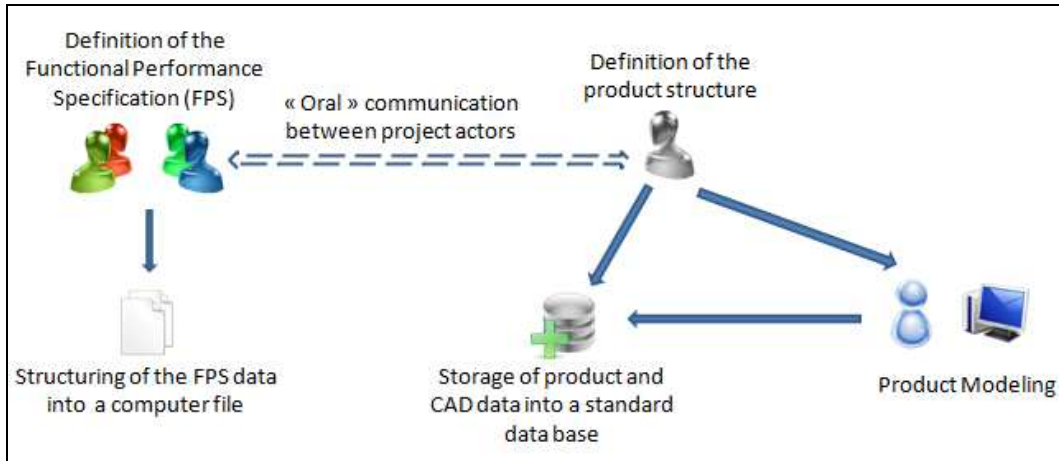 Definition of the
Functional Performance
Specification (FPS)
« Oral » communication
between project actors
Definition of the
product structure
Structuring of the FPS data
into a computer file
Storage of product and
CAD data into a standard
data base
Product Modeling